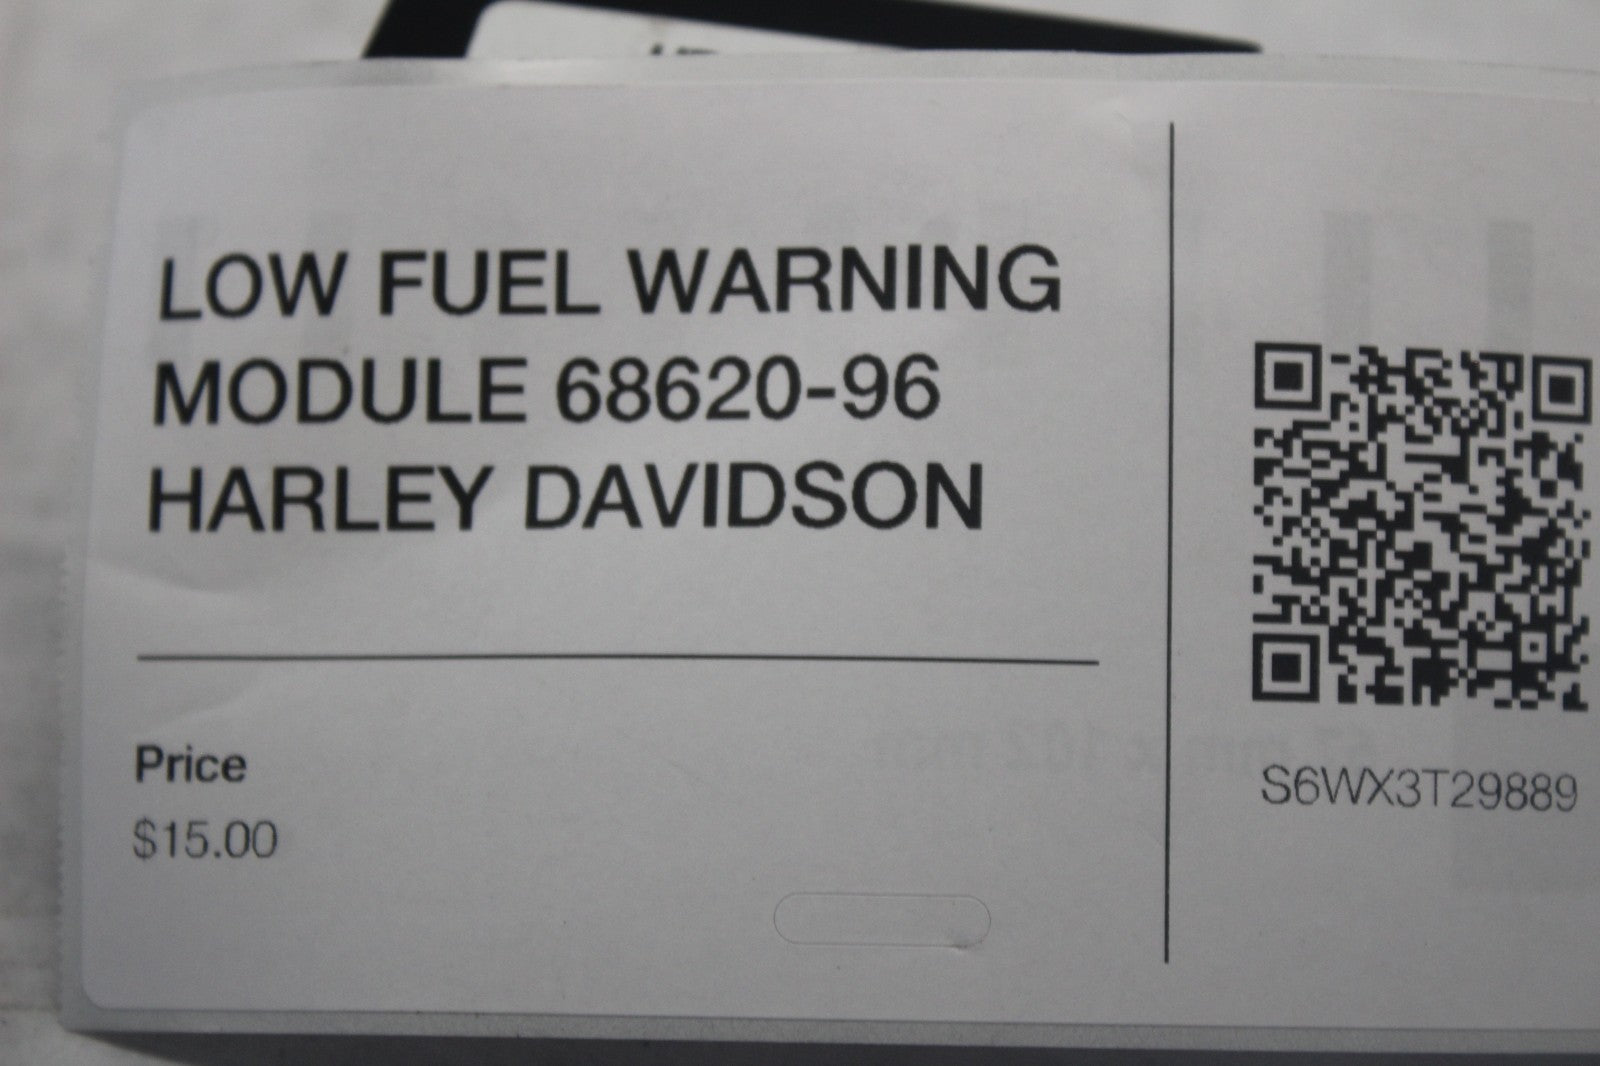 LOW FUEL WARNING
MODULE 68620-96
HARLEY DAVIDSON
Price
$15.00
S6WX3T29889